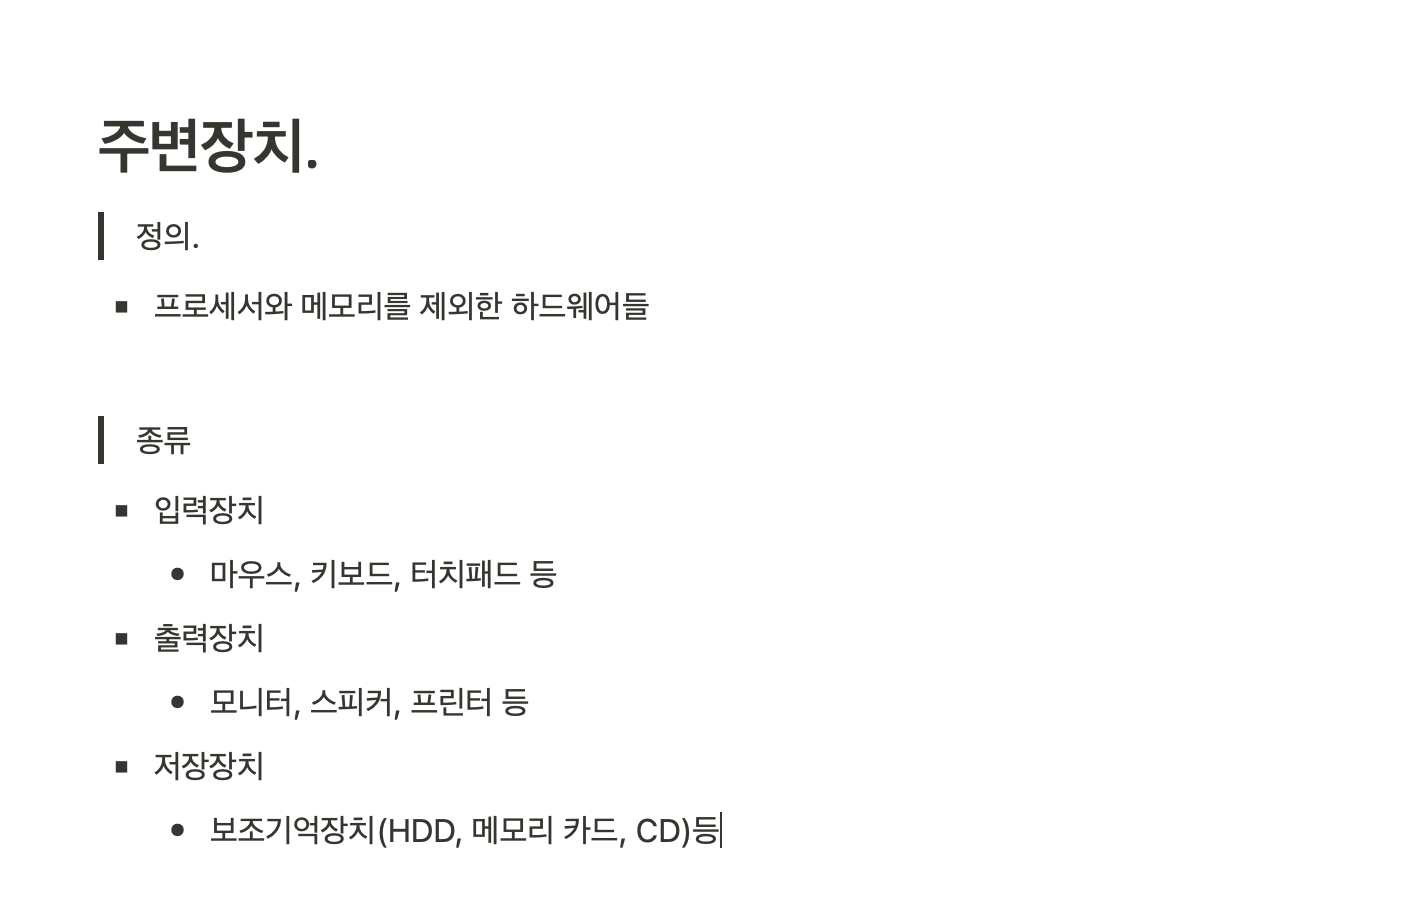 주변장치.
정의.
프로세서와 메모리를 제외한 하드웨어들
종류
입력장치
마우스, 키보드, 터치패드 등
출력장치
모니터, 스피커, 프린터 등
저장장치
보조기억장치(HDD, 메모리 카드, CD)등